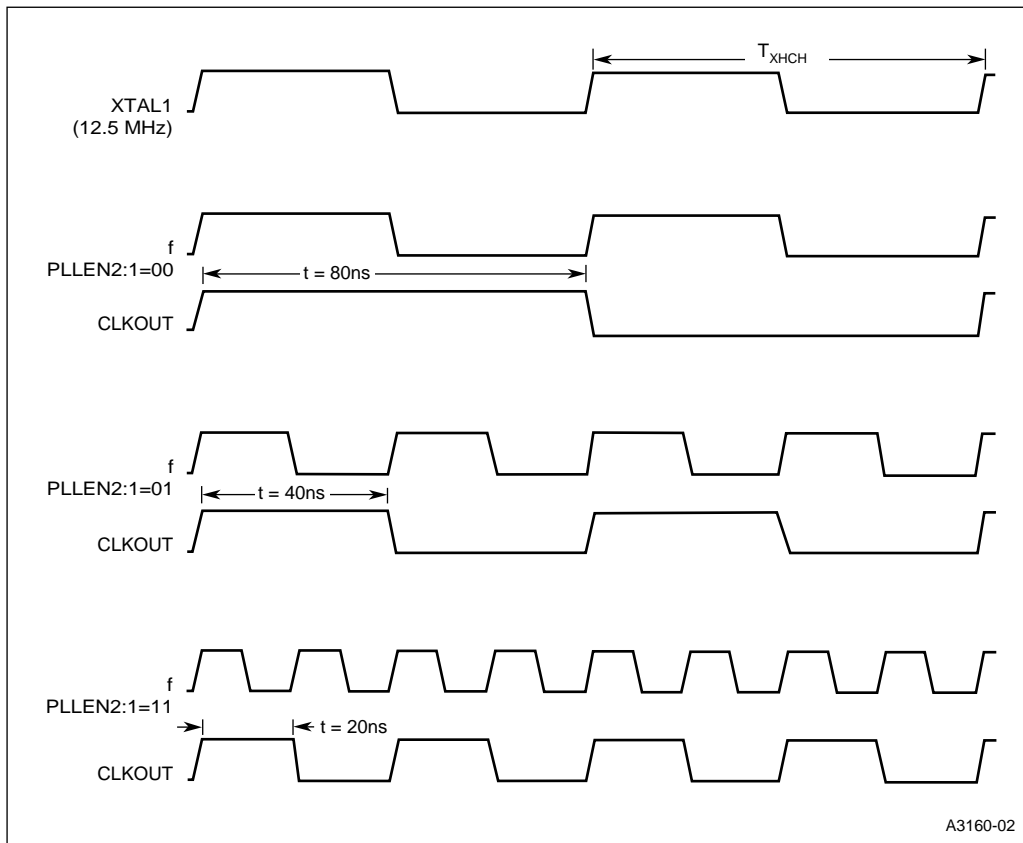 T_XHCH
XTAL1
(12.5 MHz)
f
PLLEN2:1=00
t = 80ns
CLKOUT
f
PLLEN2:1=01
t = 40ns
CLKOUT
f
PLLEN2:1=11
t = 20ns
CLKOUT
A3160-02